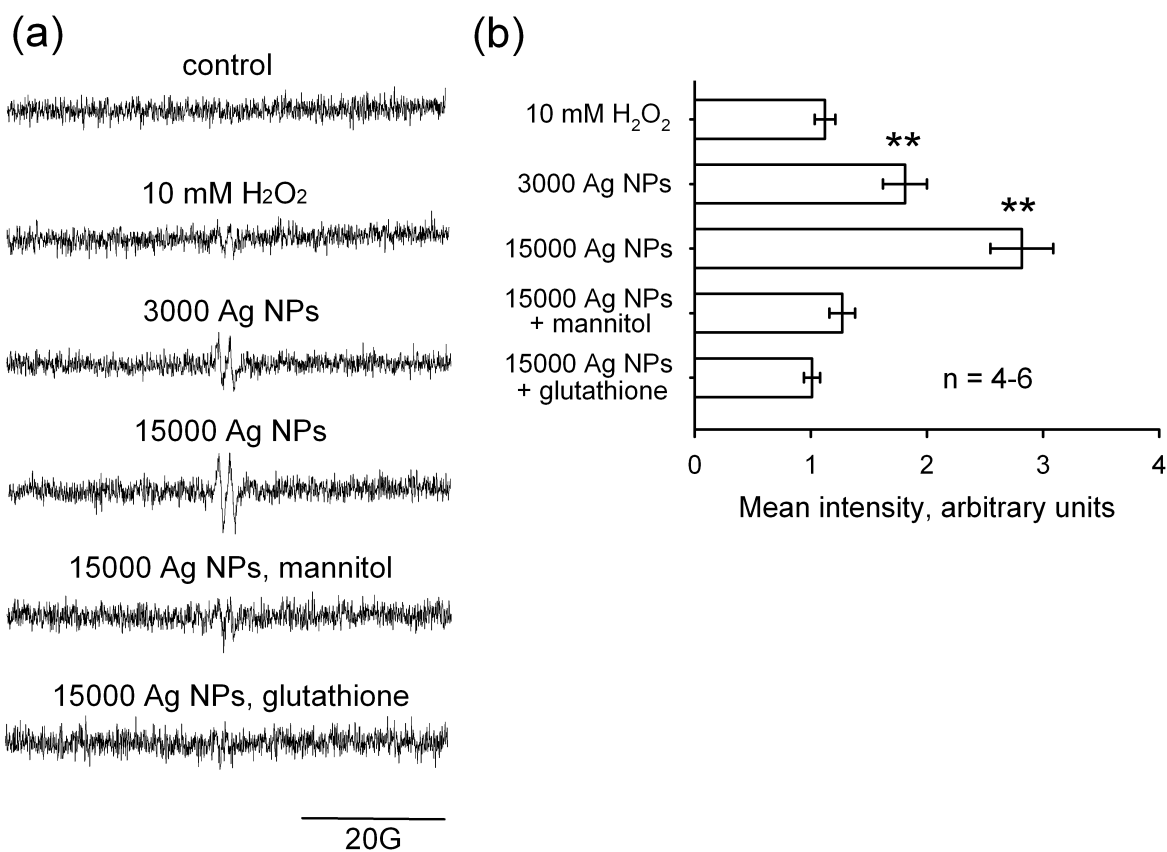 (a)
control
10 mM H2O2
3000 Ag NPs
15000 Ag NPs
15000 Ag NPs, mannitol
15000 Ag NPs, glutathione
20G
(b)
10 mM H₂O₂
**
3000 Ag NPs
**
15000 Ag NPs
15000 Ag NPs
+ mannitol
15000 Ag NPs
+ glutathione
n = 4-6
0 1 2 3 4
Mean intensity, arbitrary units